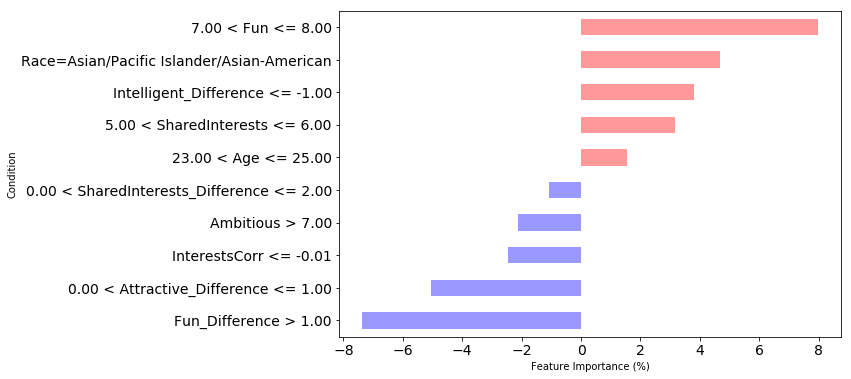 7.00 < Fun <= 8.00
Race=Asian/Pacific Islander/Asian-American
Intelligent_Difference <= -1.00
5.00 < SharedInterests <= 6.00
23.00 < Age <= 25.00
0.00 < SharedInterests_Difference <= 2.00
Ambitious > 7.00
InterestsCorr <= -0.01
0.00 < Attractive_Difference <= 1.00
Fun_Difference > 1.00
Condition
−8 −6 −4 −2 0 2 4 6 8
Feature Importance (%)